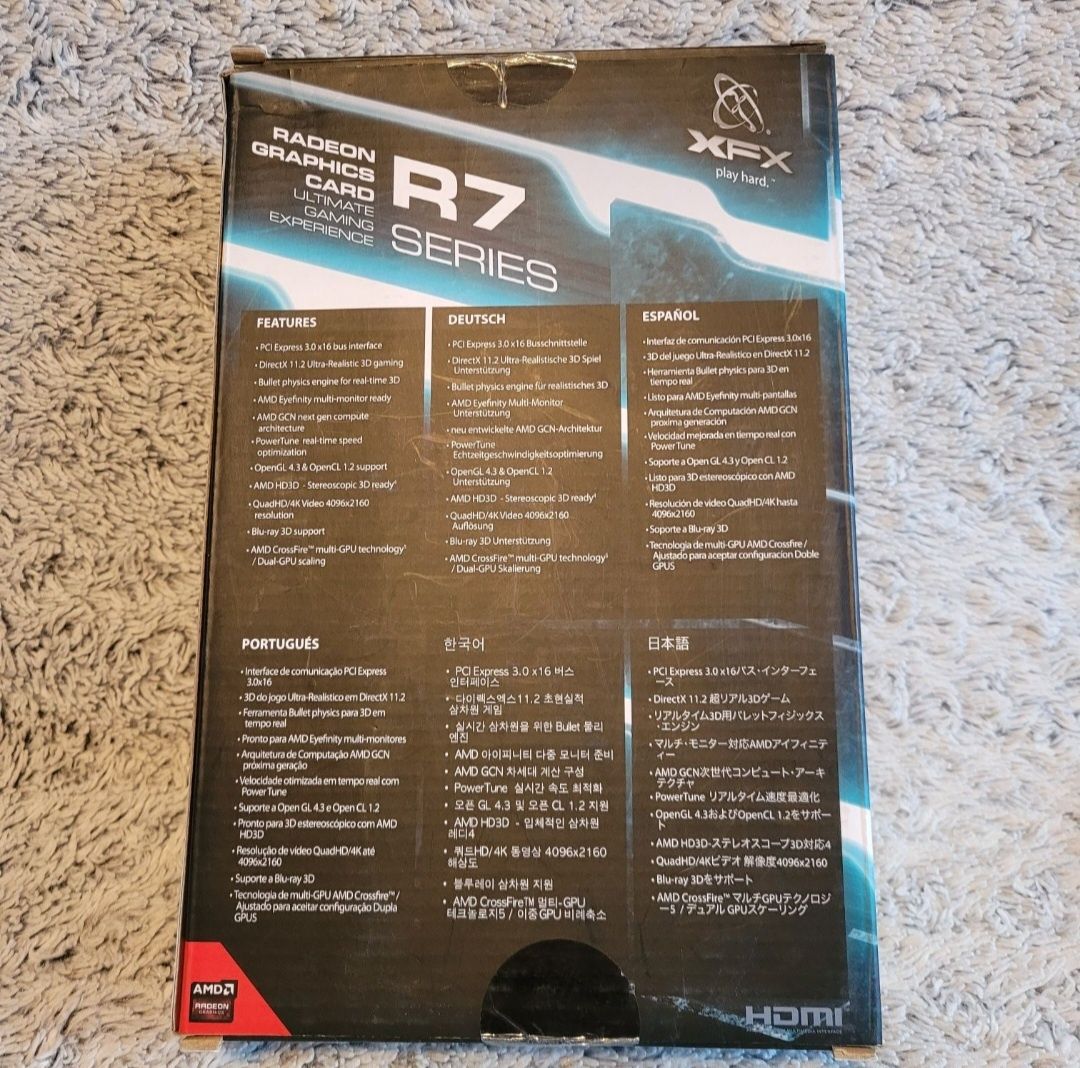 XFX
play hard.™
RADEON
GRAPHICS
CARD
ULTIMATE
GAMING
EXPERIENCE
R7
SERIES
FEATURES
• PCI Express 3.0 x16 bus interface
• DirectX 11.2 Ultra-Realistic 3D gaming
• Bullet physics engine for real-time 3D
• AMD Eyefinity multi-monitor ready
• AMD GCN next gen compute
architecture
• PowerTune real-time speed
optimization
• OpenGL 4.3 & OpenCL 1.2 support
• AMD HD3D - Stereoscopic 3D ready⁴
• QuadHD/4K Video 4096x2160
resolution
• Blu-ray 3D support
• AMD CrossFire™ multi-GPU technology⁵
/ Dual-GPU scaling
DEUTSCH
• PCI Express 3.0 x16 Busschnittstelle
• DirectX 11.2 Ultra-Realistische 3D Spiel
Unterstützung
• Bullet physics engine für realistisches 3D
• AMD Eyefinity Multi-Monitor
Unterstützung
• neu entwickelte AMD GCN-Architektur
• PowerTune
Echtzeitgeschwindigkeitsoptimierung
• OpenGL 4.3 & OpenCL 1.2
Unterstützung
• AMD HD3D - Stereoscopic 3D ready⁴
• QuadHD/4K Video 4096x2160
Auflösung
• Blu-ray 3D Unterstützung
• AMD CrossFire™ multi-GPU technology⁵
/ Dual-GPU Skalierung
ESPAÑOL
• Interfaz de comunicación PCI Express 3.0x16
• 3D del juego Ultra-Realistico en DirectX 11.2
• Herramienta Bullet physics para 3D en
tiempo real
• Listo para AMD Eyefinity multi-pantallas
• Arquitetura de Computación AMD GCN
proxima generación
• Velocidad mejorada en tiempo real con
Power Tune
• Soporte a Open GL 4.3 y Open CL 1.2
• Listo para 3D estereoscópico con AMD
HD3D
• Resolución de video QuadHD/4K hasta
4096x2160
• Soporte a Blu-ray 3D
• Tecnologia de multi-GPU AMD Crossfire /
Ajustado para aceptar configuracion Doble
GPUS
PORTUGUÉS
• Interface de comunicação PCI Express
3.0x16
• 3D do jogo Ultra-Realístico em DirectX 11.2
• Ferramenta Bullet physics para 3D em
tempo real
• Pronto para AMD Eyefinity multi-monitores
• Arquitetura de Computação AMD GCN
próxima geração
• Velocidade otimizada em tempo real com
Power Tune
• Suporte a Open GL 4.3 e Open CL 1.2
• Pronto para 3D estereoscópico com AMD
HD3D
• Resolução de vídeo QuadHD/4K até
4096x2160
• Suporte a Blu-ray 3D
• Tecnologia de multi-GPU AMD Crossfire™ /
Ajustado para aceitar configuração Dupla
GPUS
한국어
• PCI Express 3.0 x16 버스
인터페이스
• 다이렉스엑스11.2 초현실적
삼차원 게임
• 실시간 삼차원을 위한 Bullet 물리
엔진
• AMD 아이피니티 다중 모니터 준비
• AMD GCN 차세대 계산 구성
• PowerTune 실시간 속도 최적화
• 오픈 GL 4.3 및 오픈 CL 1.2 지원
• AMD HD3D - 입체적인 삼차원
레디4
• 쿼드HD/4K 동영상 4096x2160
해상도
• 블루레이 삼차원 지원
• AMD CrossFire™ 멀티-GPU
테크놀로지5 / 이중 GPU 비례축소
日本語
• PCI Express 3.0 x16バス・インターフェ
ース
• DirectX 11.2 超リアル3Dゲーム
• リアルタイム3D用バレットフィジックス
・エンジン
• マルチ・モニター対応AMDアイフィニティ
ー
• AMD GCN次世代コンピュート・アーキ
テクチャ
• PowerTune リアルタイム速度最適化
• OpenGL 4.3およびOpenCL 1.2をサポー
ト
• AMD HD3D-ステレオスコープ3D対応4
• QuadHD/4Kビデオ 解像度4096x2160
• Blu-ray 3Dをサポート
• AMD CrossFire™ マルチGPUテクノロジ
ー5 / デュアル GPUスケーリング
AMD
RADEON
GRAPHICS
HDMI